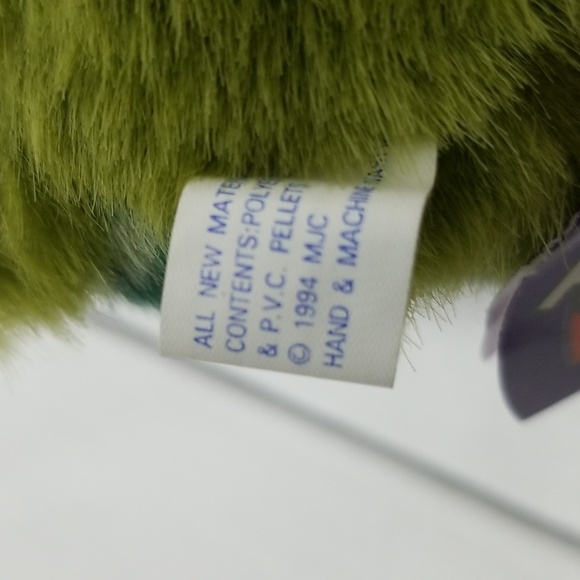 ALL NEW MATE
CONTENTS:POLY
& P.V.C. PELLET
© 1994 MJC
HAND & MACHINE